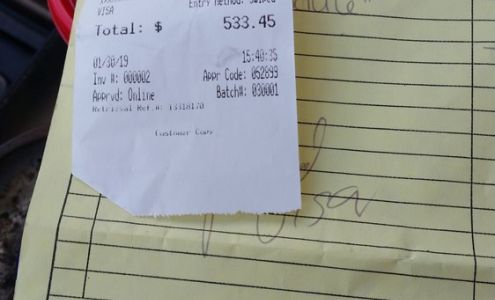 VISA Entry Method: Swiped
Total: $ 533.45
01/30/19 15:40:35
Inv #: 000002 Appr Code: 052899
Apprvd: Online Batch#: 030001
Retrieval Ref.#: 13318170
Customer Copy
Visa